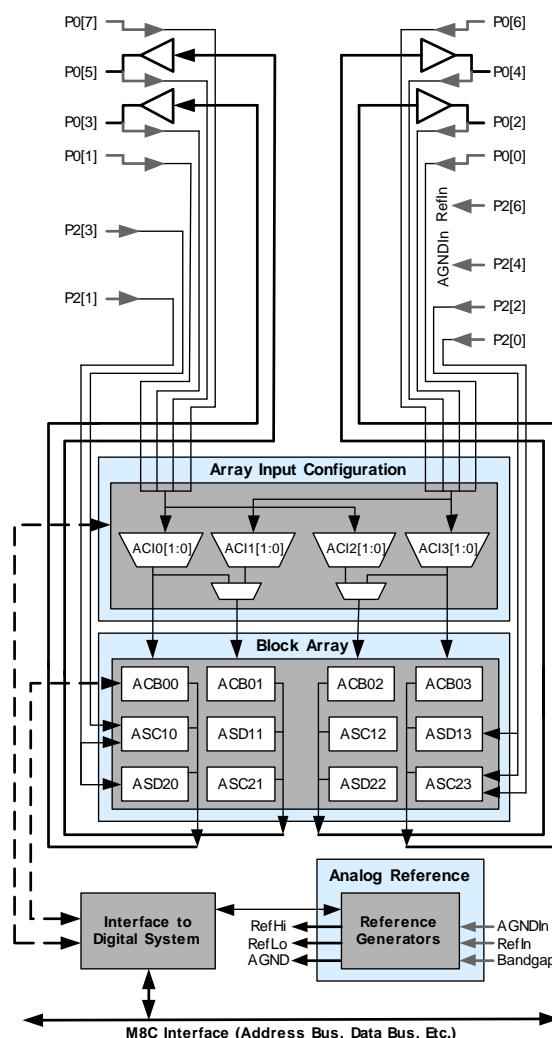 P0[7]
P0[6]
P0[5]
P0[4]
P0[3]
P0[2]
P0[1]
P0[0]
P2[6]
RefIn
AGNDIn
P2[3]
P2[4]
P2[1]
P2[2]
P2[0]
Array Input Configuration
ACI0[1:0] ACI1[1:0] ACI2[1:0] ACI3[1:0]
Block Array
ACB00 ACB01 ACB02 ACB03
ASC10 ASD11 ASC12 ASD13
ASD20 ASC21 ASD22 ASC23
Analog Reference
Interface to
Digital System
RefHi
RefLo
AGND
Reference
Generators
AGNDIn
RefIn
Bandgap
M8C Interface (Address Bus, Data Bus, Etc.)